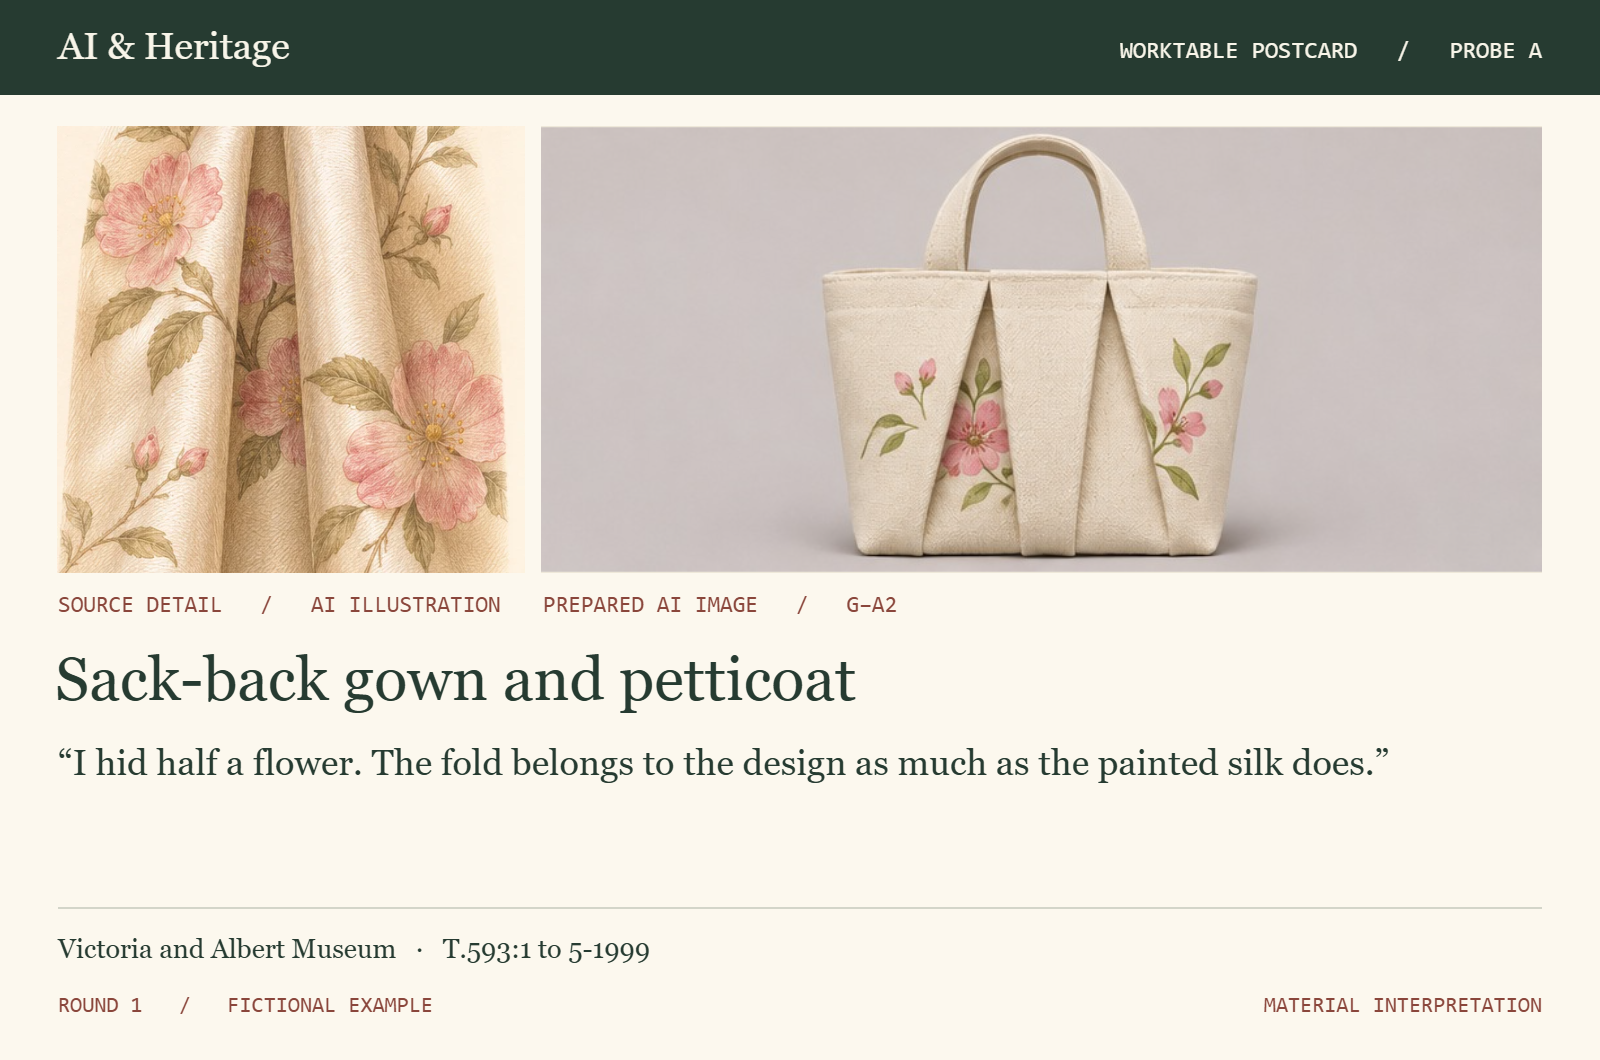 AI & Heritage
WORKTABLE POSTCARD / PROBE A
SOURCE DETAIL / AI ILLUSTRATION
PREPARED AI IMAGE / G–A2
Sack-back gown and petticoat
“I hid half a flower. The fold belongs to the design as much as the painted silk does.”
Victoria and Albert Museum · T.593:1 to 5-1999
ROUND 1 / FICTIONAL EXAMPLE
MATERIAL INTERPRETATION